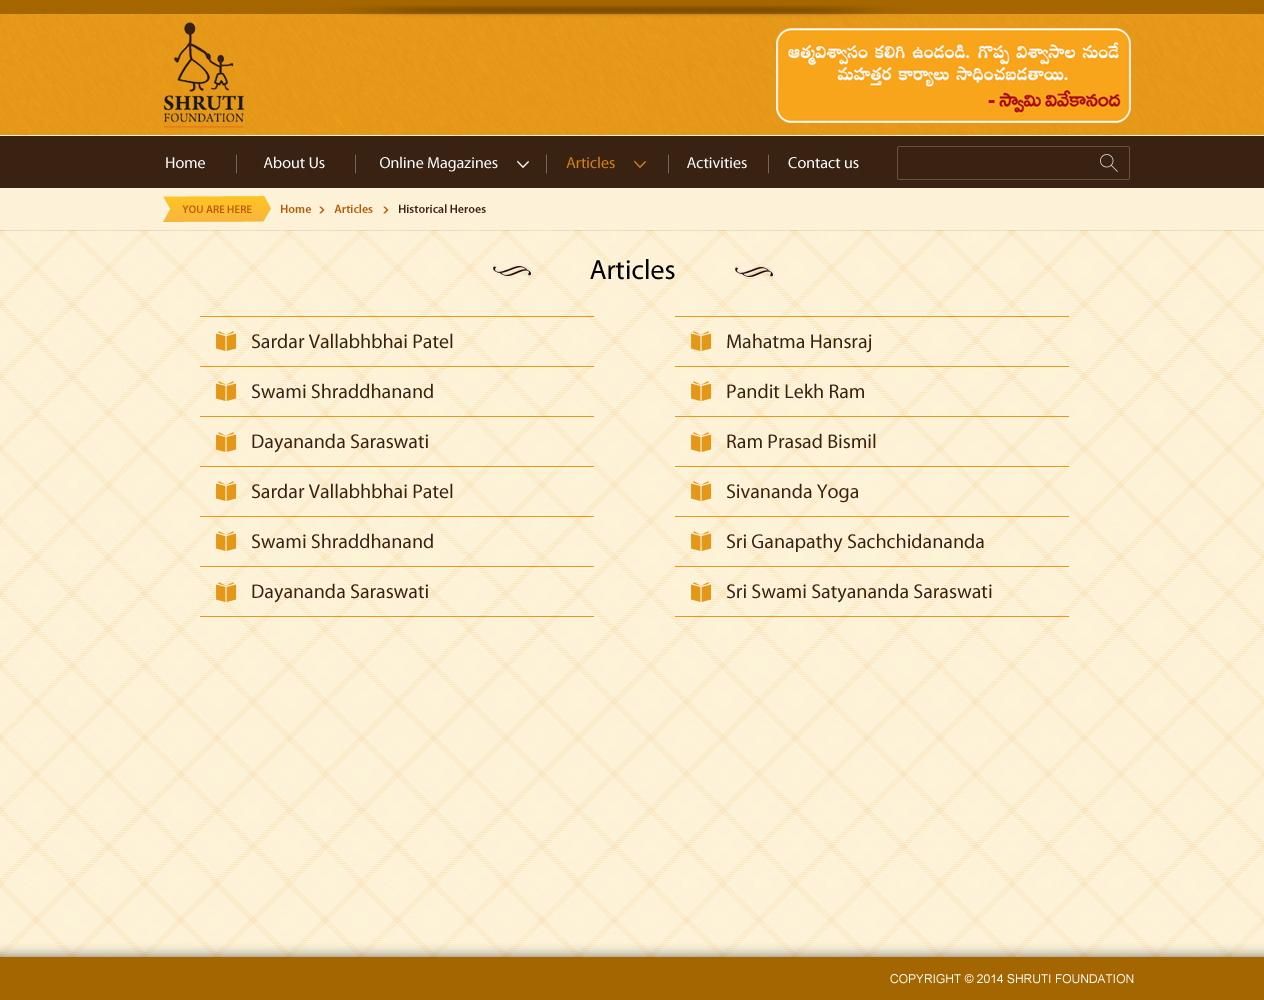 SHRUTI
FOUNDATION
ఆత్మవిశ్వాసం కలిగి ఉండండి. గొప్ప విశ్వాసాల నుండే
మహత్తర కార్యాలు సాధించబడతాయి.
- స్వామి వివేకానంద
Home About Us Online Magazines Articles Activities Contact us
YOU ARE HERE Home Articles Historical Heroes
Articles
Sardar Vallabhbhai Patel
Swami Shraddhanand
Dayananda Saraswati
Sardar Vallabhbhai Patel
Swami Shraddhanand
Dayananda Saraswati
Mahatma Hansraj
Pandit Lekh Ram
Ram Prasad Bismil
Sivananda Yoga
Sri Ganapathy Sachchidananda
Sri Swami Satyananda Saraswati
COPYRIGHT © 2014 SHRUTI FOUNDATION